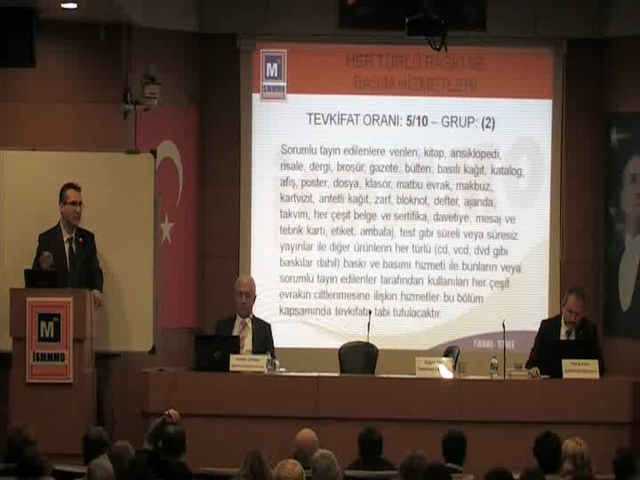 HER TÜRLÜ BASKI VE
BASIM HİZMETLERİ
M
İSMMMO
TEVKİFAT ORANI: 5/10 – GRUP: (2)
Sorumlu tayin edilenlere verilen, kitap, ansiklopedi,
risale, dergi, broşür, gazete, bülten, basılı kağıt, katalog,
afiş, poster, dosya, klasör, matbu evrak, makbuz,
kartvizit, antetli kağıt, zarf, bloknot, defter, ajanda,
takvim, her çeşit belge ve sertifika, davetiye, mesaj ve
tebrik kartı, etiket, ambalaj, test gibi süreli veya süresiz
yayınlar ile diğer ürünlerin her türlü (cd, vcd, dvd gibi
baskılar dahil) baskı ve basımı hizmeti ile bunların veya
sorumlu tayin edilenler tarafından kullanılan her çeşit
evrakın ciltlenmesine ilişkin hizmetler bu bölüm
kapsamında tevkifata tabi tutulacaktır.
M
İSMMMO